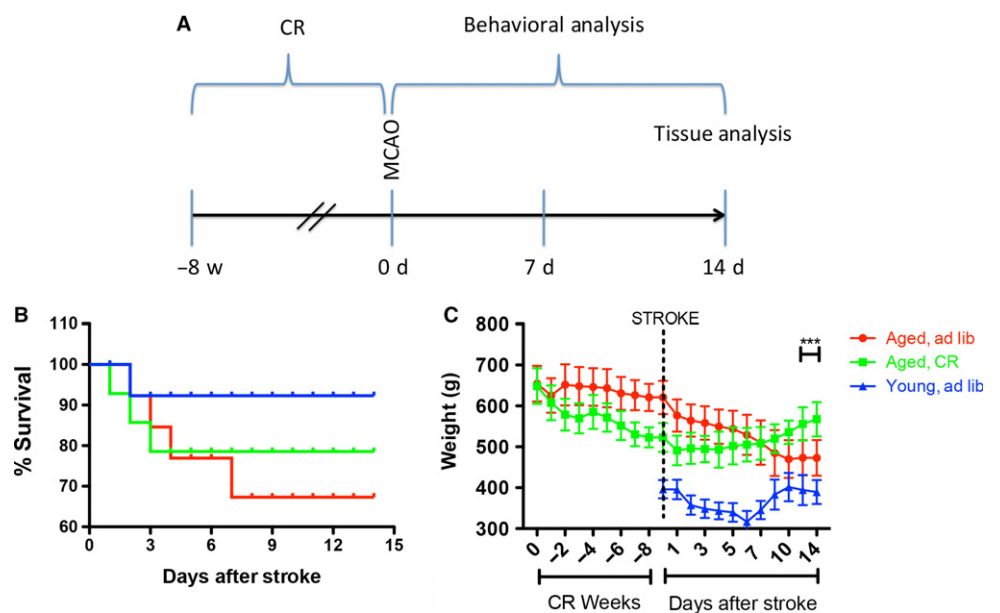 A
CR
Behavioral analysis
MCAO
Tissue analysis
−8 w
0 d
7 d
14 d
B
110
100
90
80
70
60
% Survival
0
3
6
9
12
15
Days after stroke
C
STROKE
800
700
600
500
400
300
Weight (g)
***
0
−2
−4
−6
−8
1
3
5
7
10
14
CR Weeks
Days after stroke
Aged, ad lib
Aged, CR
Young, ad lib